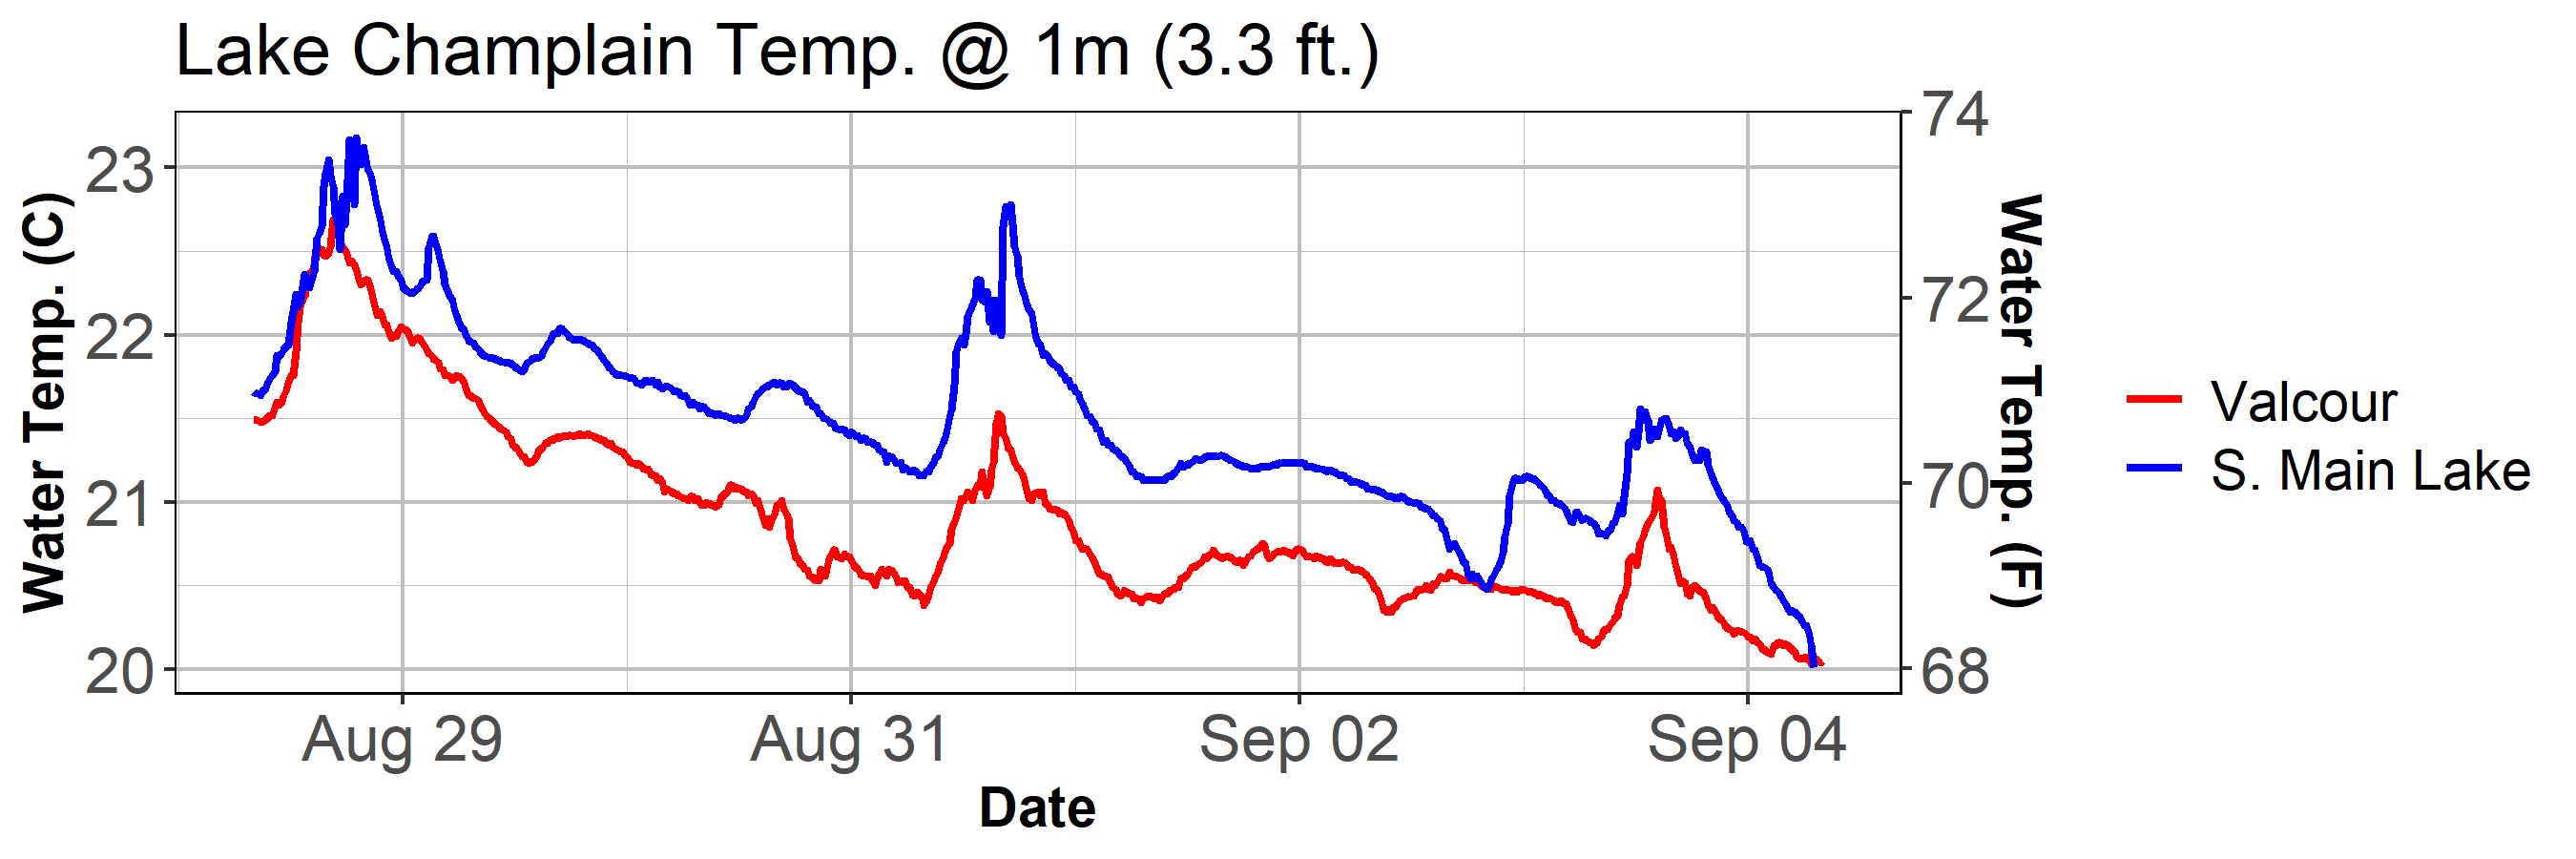 Lake Champlain Temp. @ 1m (3.3 ft.)
Water Temp. (C)
23
22
21
20
74
72
70
68
Water Temp. (F)
Aug 29
Aug 31
Sep 02
Sep 04
Date
Valcour
S. Main Lake